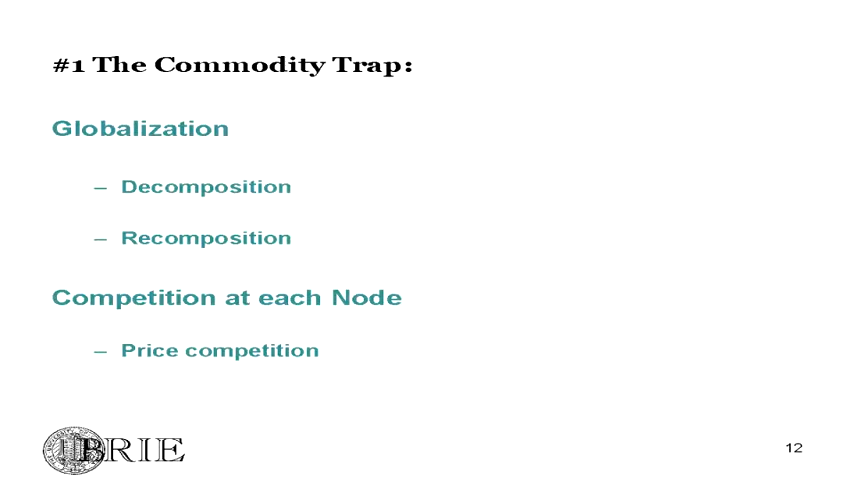 #1 The Commodity Trap:
Globalization
– Decomposition
– Recomposition
Competition at each Node
– Price competition
BRIE
12